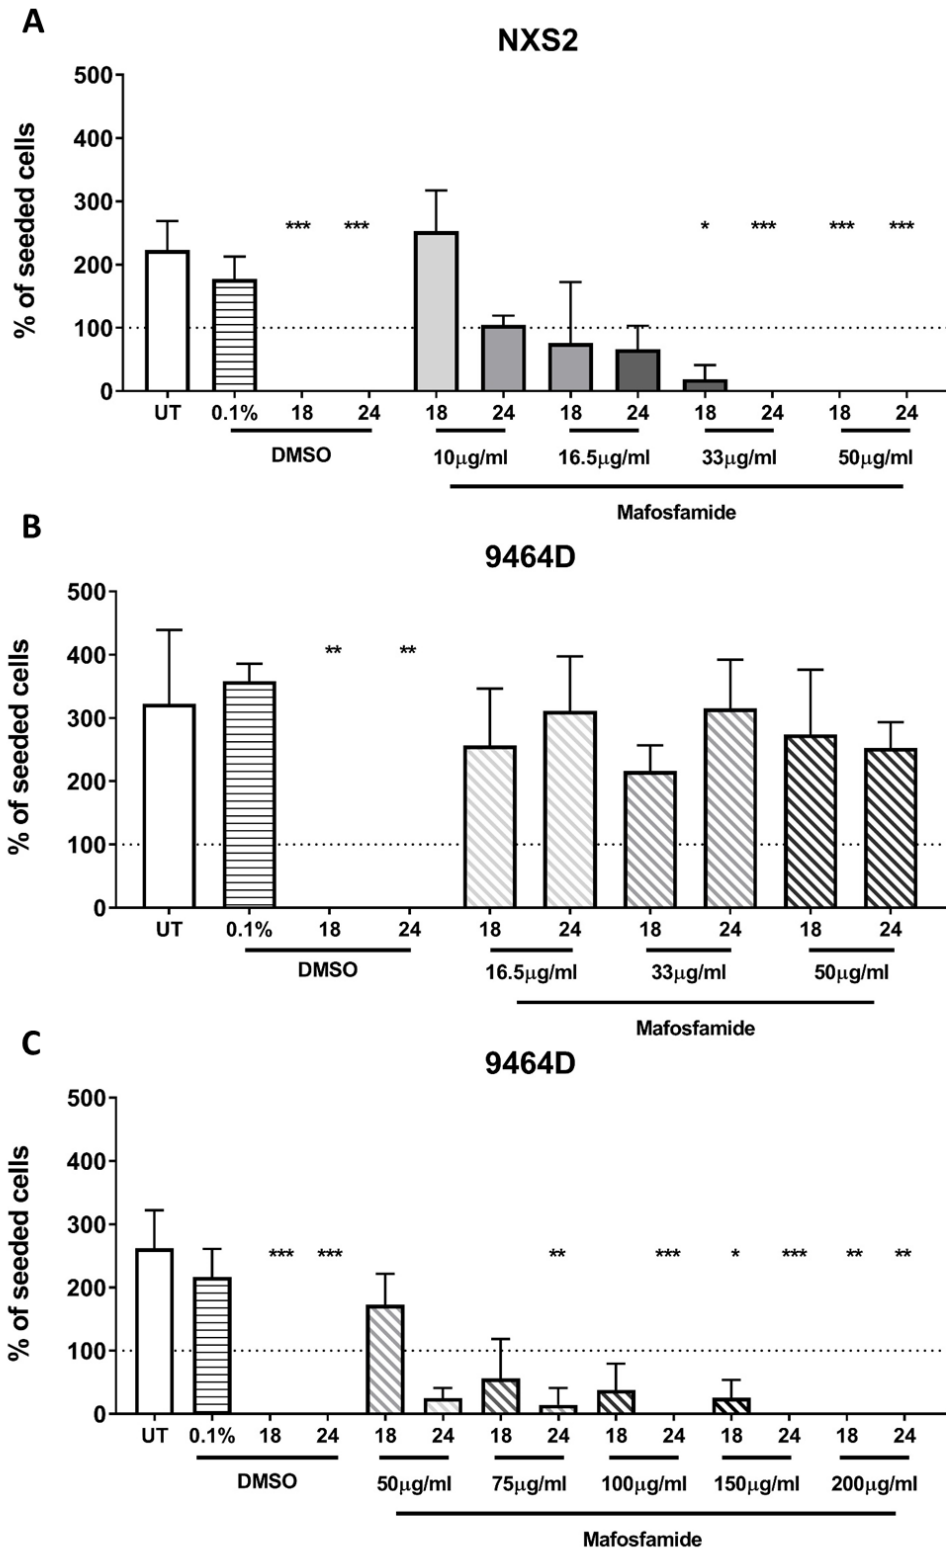 A
NXS2
% of seeded cells
500
400
300
200
100
0
*** *** * *** *** ***
UT 0.1% 18 24 18 24 18 24 18 24 18 24
DMSO 10µg/ml 16.5µg/ml 33µg/ml 50µg/ml
Mafosfamide
B
9464D
% of seeded cells
500
400
300
200
100
0
** **
UT 0.1% 18 24 18 24 18 24 18 24
DMSO 16.5µg/ml 33µg/ml 50µg/ml
Mafosfamide
C
9464D
% of seeded cells
500
400
300
200
100
0
*** *** ** *** * *** ** **
UT 0.1% 18 24 18 24 18 24 18 24 18 24 18 24
DMSO 50µg/ml 75µg/ml 100µg/ml 150µg/ml 200µg/ml
Mafosfamide